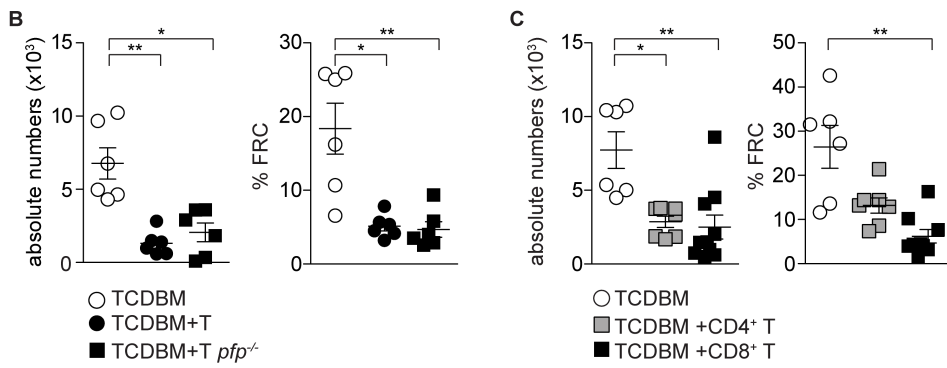 B
absolute numbers (x10³)
15
10
5
0
**
*
% FRC
30
20
10
0
*
**
TCDBM
TCDBM+T
TCDBM+T pfp-/-
C
absolute numbers (x10³)
15
10
5
0
*
**
% FRC
50
40
30
20
10
0
**
TCDBM
TCDBM +CD4⁺ T
TCDBM +CD8⁺ T